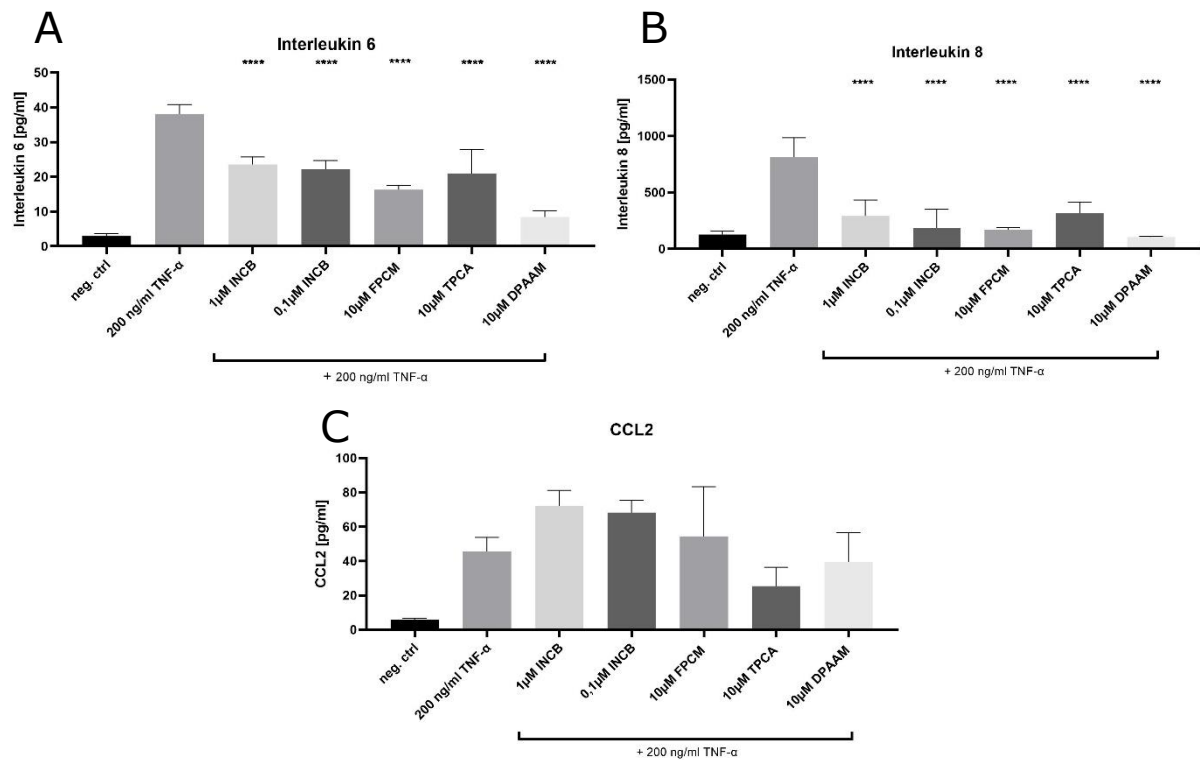 A
Interleukin 6
**** **** **** **** ****
Interleukin 6 [pg/ml]
50
40
30
20
10
0
neg. ctrl
200 ng/ml TNF-α
1µM INCB
0,1µM INCB
10µM FPCM
10µM TPCA
10µM DPAAM
+ 200 ng/ml TNF-α
B
Interleukin 8
**** **** **** **** ****
Interleukin 8 [pg/ml]
1500
1000
500
0
neg. ctrl
200 ng/ml TNF-α
1µM INCB
0,1µM INCB
10µM FPCM
10µM TPCA
10µM DPAAM
+ 200 ng/ml TNF-α
C
CCL2
CCL2 [pg/ml]
100
80
60
40
20
0
neg. ctrl
200 ng/ml TNF-α
1µM INCB
0,1µM INCB
10µM FPCM
10µM TPCA
10µM DPAAM
+ 200 ng/ml TNF-α